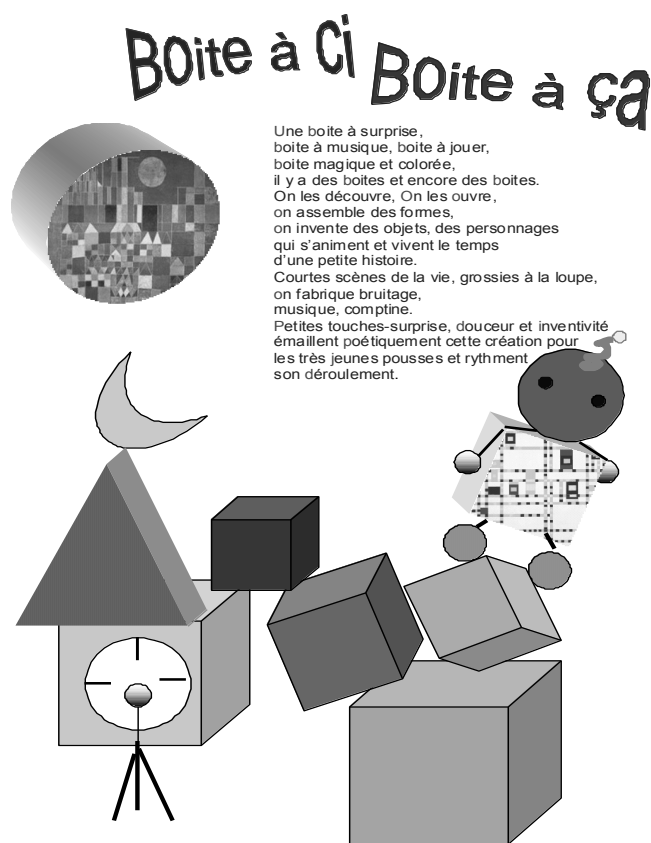 Boite à ci Boite à ça
Une boite à surprise,
boite à musique, boite à jouer,
boite magique et colorée,
il y a des boites et encore des boites.
On les découvre, On les ouvre,
on assemble des formes,
on invente des objets, des personnages
qui s'animent et vivent le temps
d'une petite histoire.
Courtes scènes de la vie, grossies à la loupe,
on fabrique bruitage,
musique, comptine.
Petites touches-surprise, douceur et inventivité
émaillent poétiquement cette création pour
les très jeunes pousses et rythment
son déroulement.